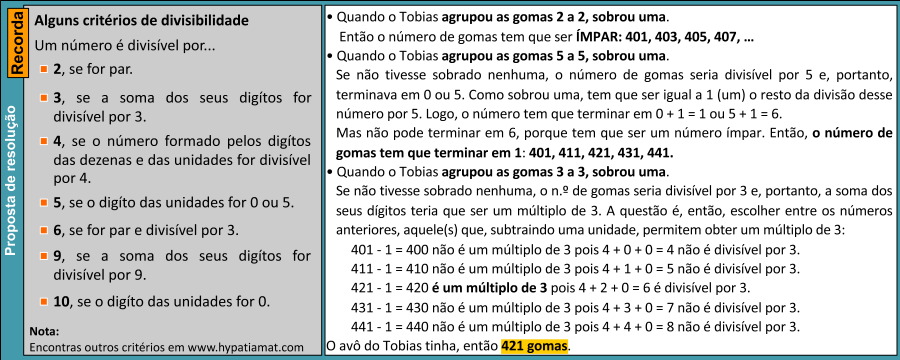 Recorda
Proposta de resolução
Alguns critérios de divisibilidade
Um número é divisível por...
2, se for par.
3, se a soma dos seus digítos for
divisível por 3.
4, se o número formado pelos digítos
das dezenas e das unidades for divisível
por 4.
5, se o digíto das unidades for 0 ou 5.
6, se for par e divisível por 3.
9, se a soma dos seus digítos for
divisível por 9.
10, se o digíto das unidades for 0.
Nota:
Encontras outros critérios em www.hypatiamat.com
• Quando o Tobias agrupou as gomas 2 a 2, sobrou uma.
Então o número de gomas tem que ser ÍMPAR: 401, 403, 405, 407, ...
• Quando o Tobias agrupou as gomas 5 a 5, sobrou uma.
Se não tivesse sobrado nenhuma, o número de gomas seria divisível por 5 e, portanto,
terminava em 0 ou 5. Como sobrou uma, tem que ser igual a 1 (um) o resto da divisão desse
número por 5. Logo, o número tem que terminar em 0 + 1 = 1 ou 5 + 1 = 6.
Mas não pode terminar em 6, porque tem que ser um número ímpar. Então, o número de
gomas tem que terminar em 1: 401, 411, 421, 431, 441.
• Quando o Tobias agrupou as gomas 3 a 3, sobrou uma.
Se não tivesse sobrado nenhuma, o n.º de gomas seria divisível por 3 e, portanto, a soma dos
seus dígitos teria que ser um múltiplo de 3. A questão é, então, escolher entre os números
anteriores, aquele(s) que, subtraindo uma unidade, permitem obter um múltiplo de 3:
401 - 1 = 400 não é um múltiplo de 3 pois 4 + 0 + 0 = 4 não é divisível por 3.
411 - 1 = 410 não é um múltiplo de 3 pois 4 + 1 + 0 = 5 não é divisível por 3.
421 - 1 = 420 é um múltiplo de 3 pois 4 + 2 + 0 = 6 é divisível por 3.
431 - 1 = 430 não é um múltiplo de 3 pois 4 + 3 + 0 = 7 não é divisível por 3.
441 - 1 = 440 não é um múltiplo de 3 pois 4 + 4 + 0 = 8 não é divisível por 3.
O avô do Tobias tinha, então 421 gomas.